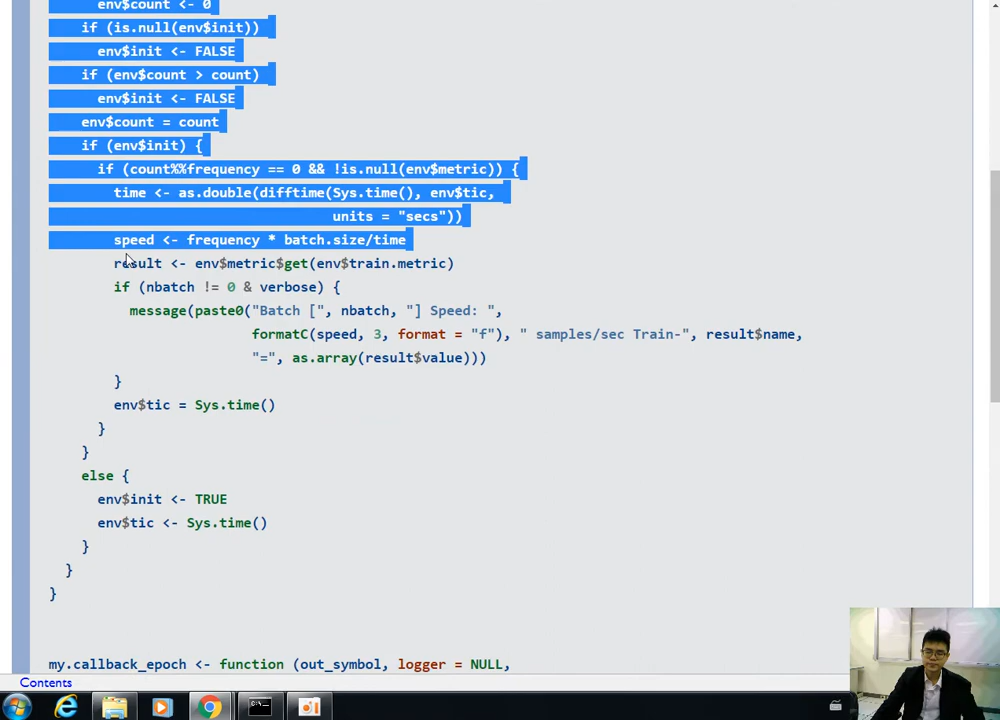 env$count <- 0
if (is.null(env$init))
env$init <- FALSE
if (env$count > count)
env$init <- FALSE
env$count = count
if (env$init) {
if (count%%frequency == 0 && !is.null(env$metric)) {
time <- as.double(difftime(Sys.time(), env$tic,
units = "secs"))
speed <- frequency * batch.size/time
result <- env$metric$get(env$train.metric)
if (nbatch != 0 & verbose) {
message(paste0("Batch [", nbatch, "] Speed: ",
formatC(speed, 3, format = "f"), " samples/sec Train-", result$name,
"=", as.array(result$value)))
}
env$tic = Sys.time()
}
}
else {
env$init <- TRUE
env$tic <- Sys.time()
}
}
}
my.callback_epoch <- function (out_symbol, logger = NULL,
Contents